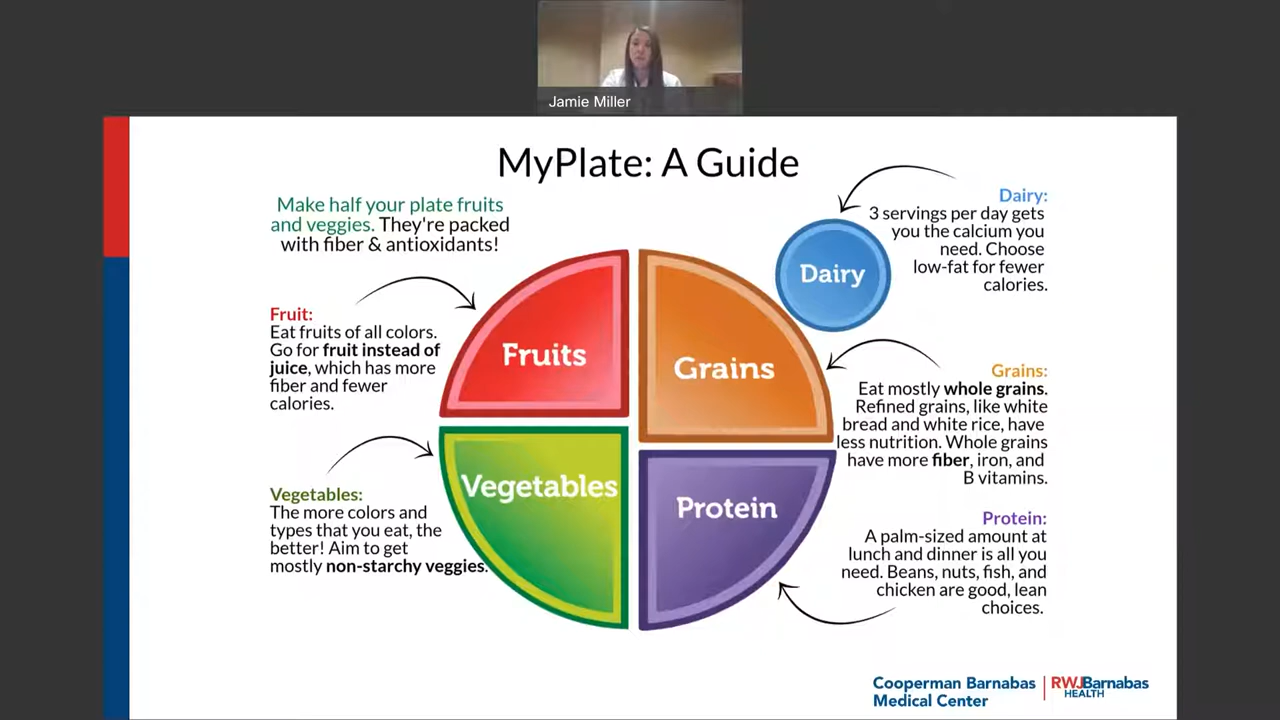 Jamie Miller
MyPlate: A Guide
Make half your plate fruits
and veggies. They're packed
with fiber & antioxidants!
Fruit:
Eat fruits of all colors.
Go for fruit instead of
juice, which has more
fiber and fewer
calories.
Vegetables:
The more colors and
types that you eat, the
better! Aim to get
mostly non-starchy veggies.
Fruits
Grains
Vegetables
Protein
Dairy
Dairy:
3 servings per day gets
you the calcium you
need. Choose
low-fat for fewer
calories.
Grains:
Eat mostly whole grains.
Refined grains, like white
bread and white rice, have
less nutrition. Whole grains
have more fiber, iron, and
B vitamins.
Protein:
A palm-sized amount at
lunch and dinner is all you
need. Beans, nuts, fish, and
chicken are good, lean
choices.
Cooperman Barnabas
Medical Center
RWJBarnabas
HEALTH